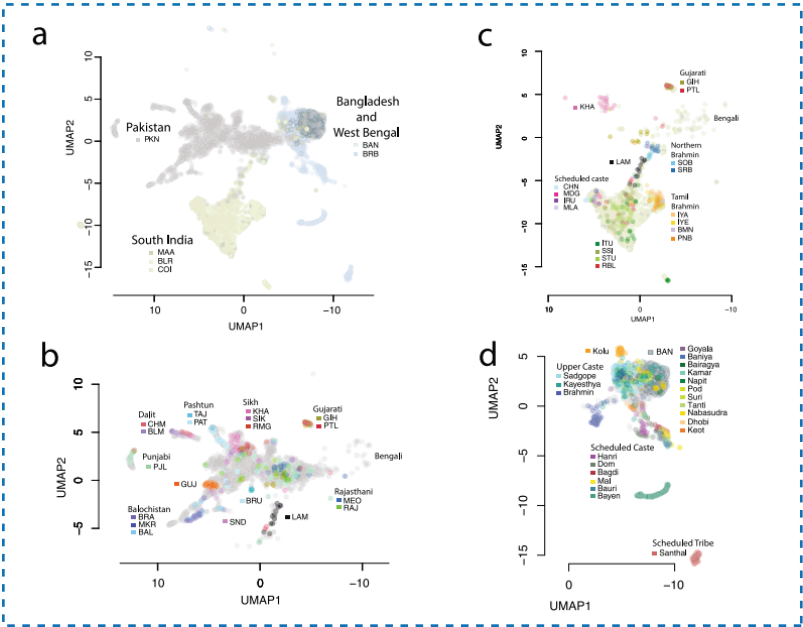 a
10
5
0
−5
−10
−15
UMAP2
Pakistan
PKN
Bangladesh
and
West Bengal
BAN
BRB
South India
MAA
BLR
COI
10
0
−10
UMAP1
c
10
5
0
−5
−10
−15
UMAP2
Gujarati
GIH
PTL
KHA
Bengali
Northern
Brahmin
SOB
SRB
LAM
Scheduled caste
CHN
MDG
IRU
MLA
Tamil
Brahmin
IYA
IYE
BMN
PNB
ITU
SSI
STU
RBL
10
0
−10
UMAP1
b
10
5
0
−5
UMAP2
Sikh
KHA
SIK
RMG
Pashtun
TAJ
PAT
Dalit
CHM
BLM
Gujarati
GIH
PTL
Punjabi
PJL
Bengali
GUJ
BRU
Rajasthani
MEO
RAJ
Balochistan
BRA
MKR
BAL
SND
LAM
10
0
−10
UMAP1
d
5
0
−5
−10
−15
UMAP2
Kolu
BAN
Goyala
Baniya
Bairagya
Kamar
Napit
Pod
Suri
Tanti
Nabasudra
Dhobi
Keot
Upper Caste
Sadgope
Kayesthya
Brahmin
Scheduled Caste
Hanri
Dom
Bagdi
Mal
Bauri
Bayen
Scheduled Tribe
Santhal
0
−10
UMAP1